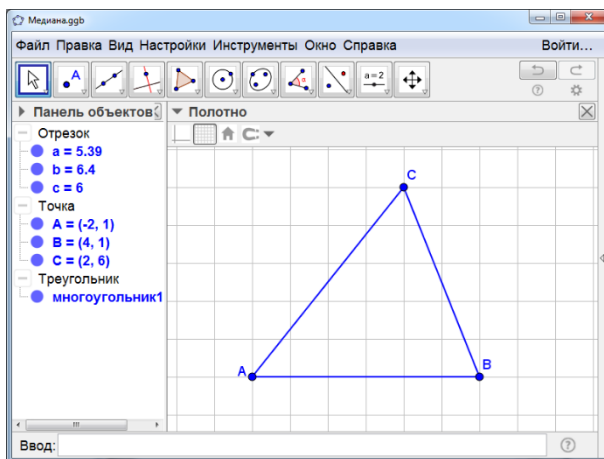 Медиана.ggb
Файл Правка Вид Настройки Инструменты Окно Справка Войти...
A
a=2
Панель объектов
Полотно
Отрезок
a = 5.39
b = 6.4
c = 6
Точка
A = (-2, 1)
B = (4, 1)
C = (2, 6)
Треугольник
многоугольник1
C
A
B
Ввод: